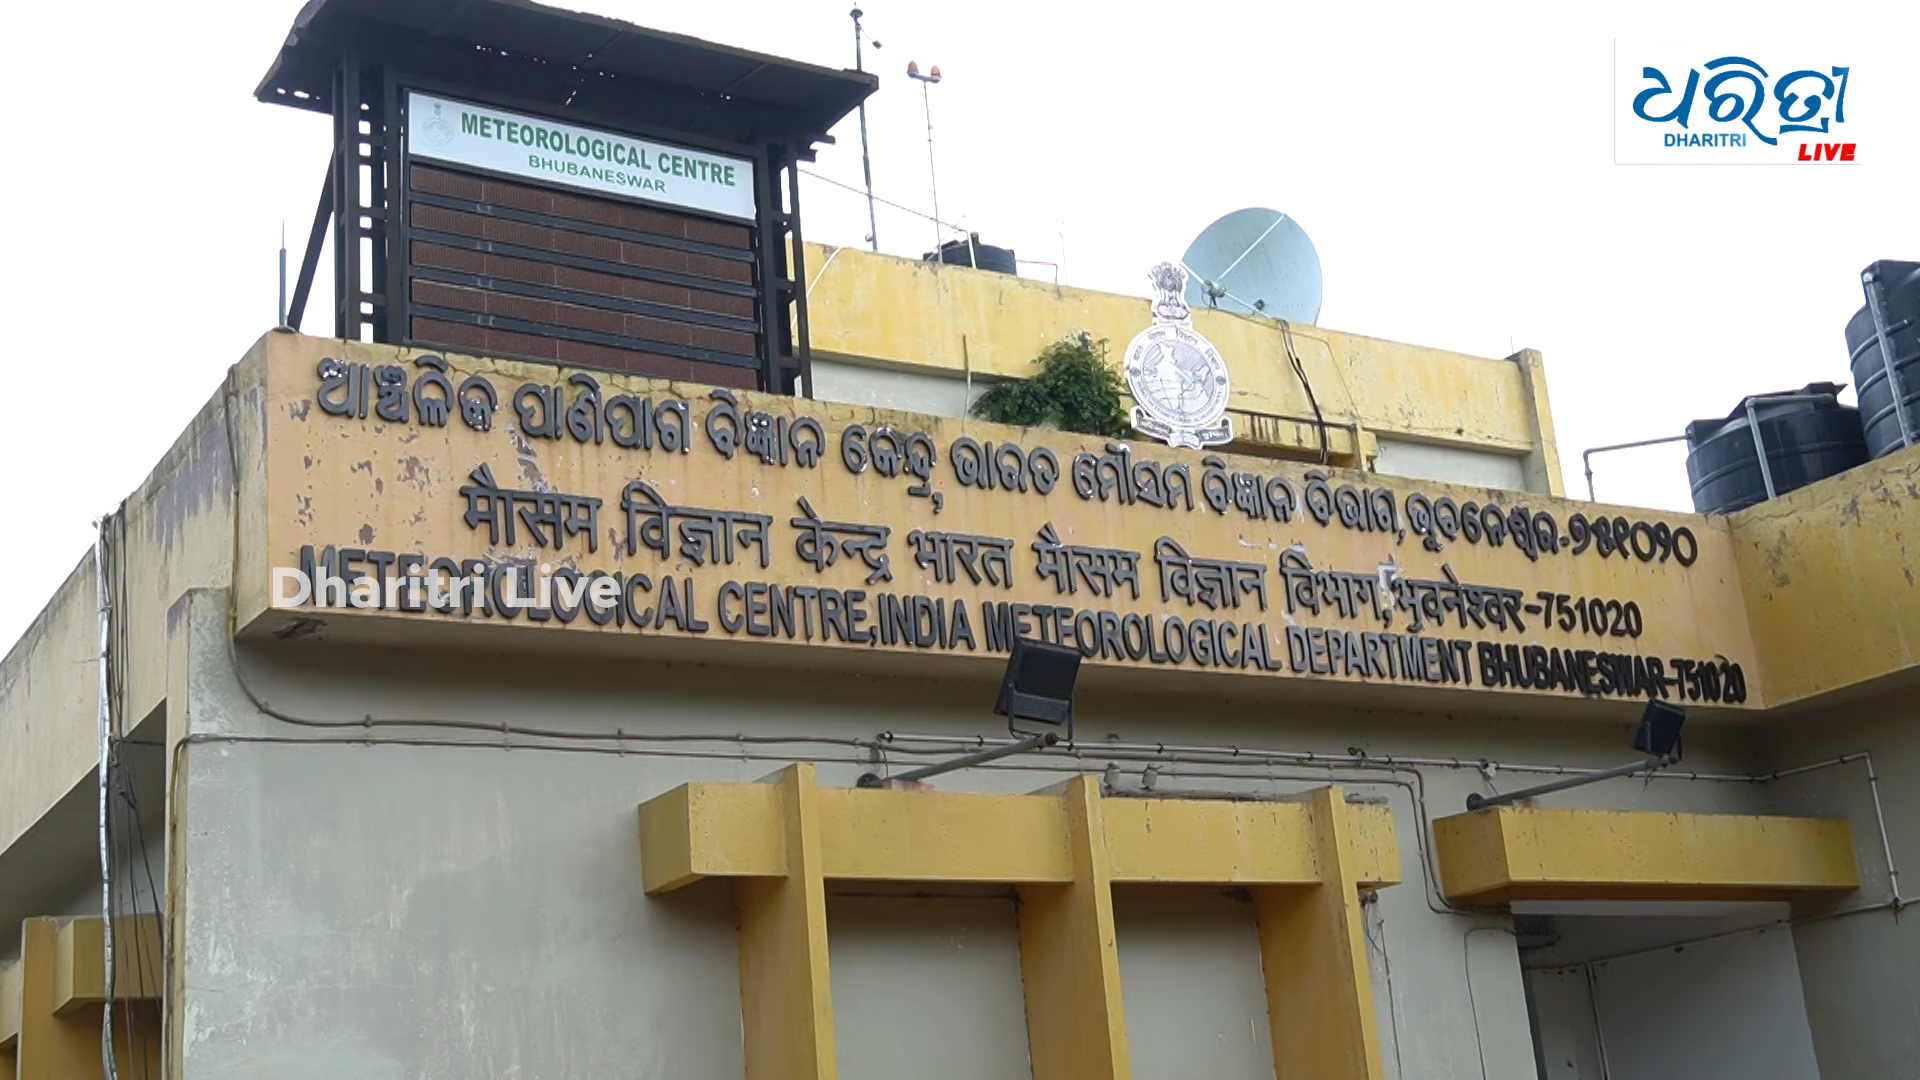 ଧରିତ୍ରୀ
DHARITRI
LIVE
METEOROLOGICAL CENTRE
BHUBANESWAR
ଆଞ୍ଚଳିକ ପାଣିପାଗ ବିଜ୍ଞାନ କେନ୍ଦ୍ର, ଭାରତ ମୌସମ ବିଜ୍ଞାନ ବିଭାଗ, ଭୁବନେଶ୍ୱର-୭୫୧୦୨୦
मौसम विज्ञान केन्द्र भारत मौसम विज्ञान विभाग, भुवनेश्वर-751020
METEOROLOGICAL CENTRE, INDIA METEOROLOGICAL DEPARTMENT BHUBANESWAR-751020
Dharitri Live